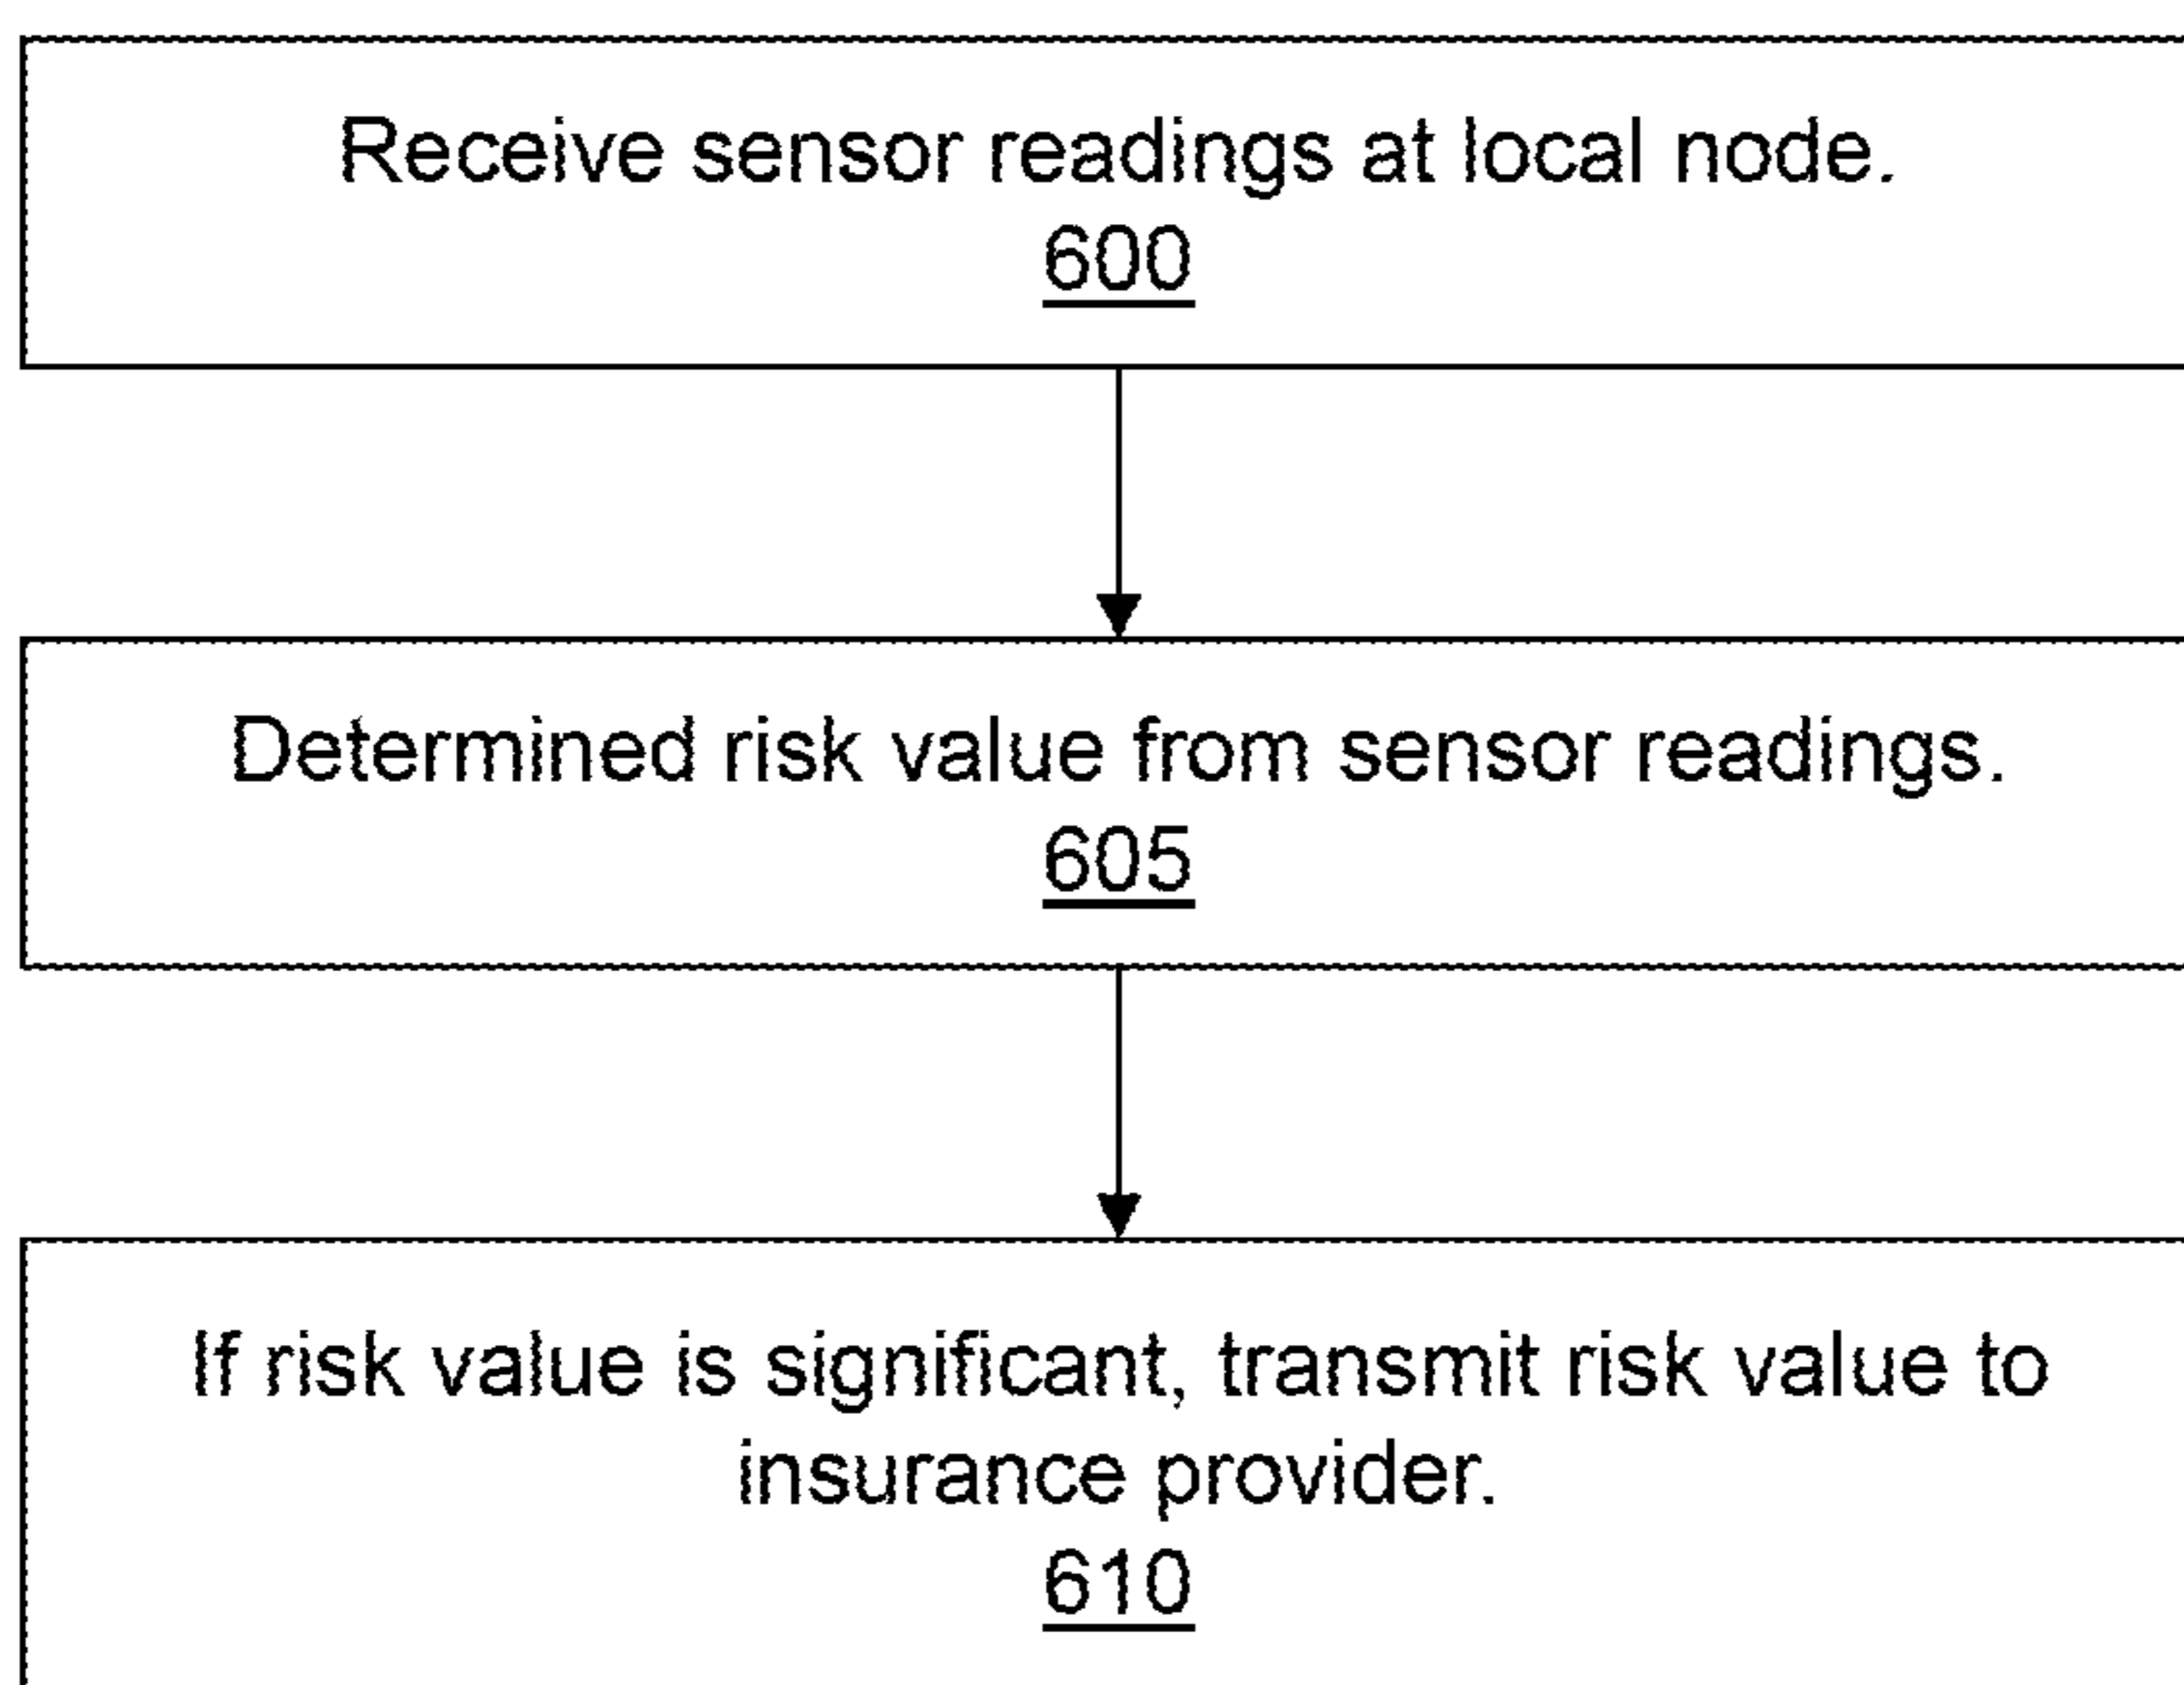 Receive sensor readings at local node.
600
Determined risk value from sensor readings.
605
If risk value is significant, transmit risk value to
insurance provider.
610